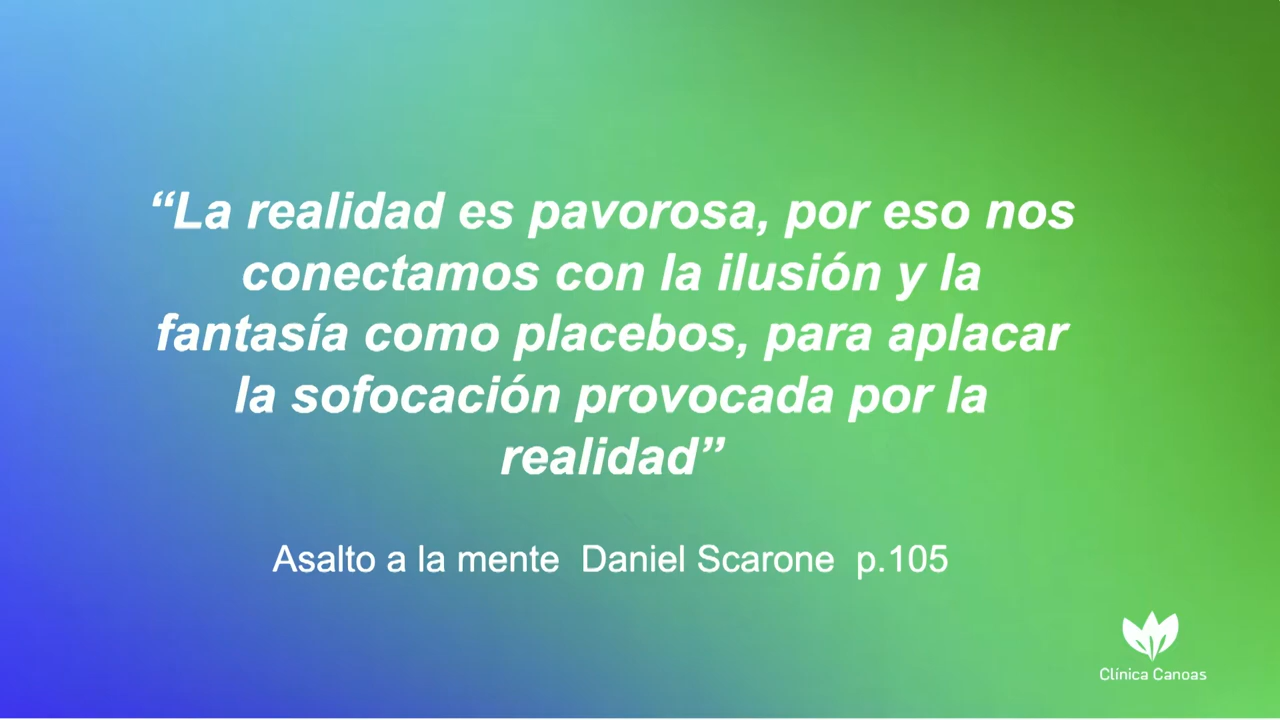 “La realidad es pavorosa, por eso nos
conectamos con la ilusión y la
fantasía como placebos, para aplacar
la sofocación provocada por la
realidad”
Asalto a la mente  Daniel Scarone  p.105
Clínica Canoas